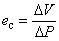 e_c = ΔV / ΔP